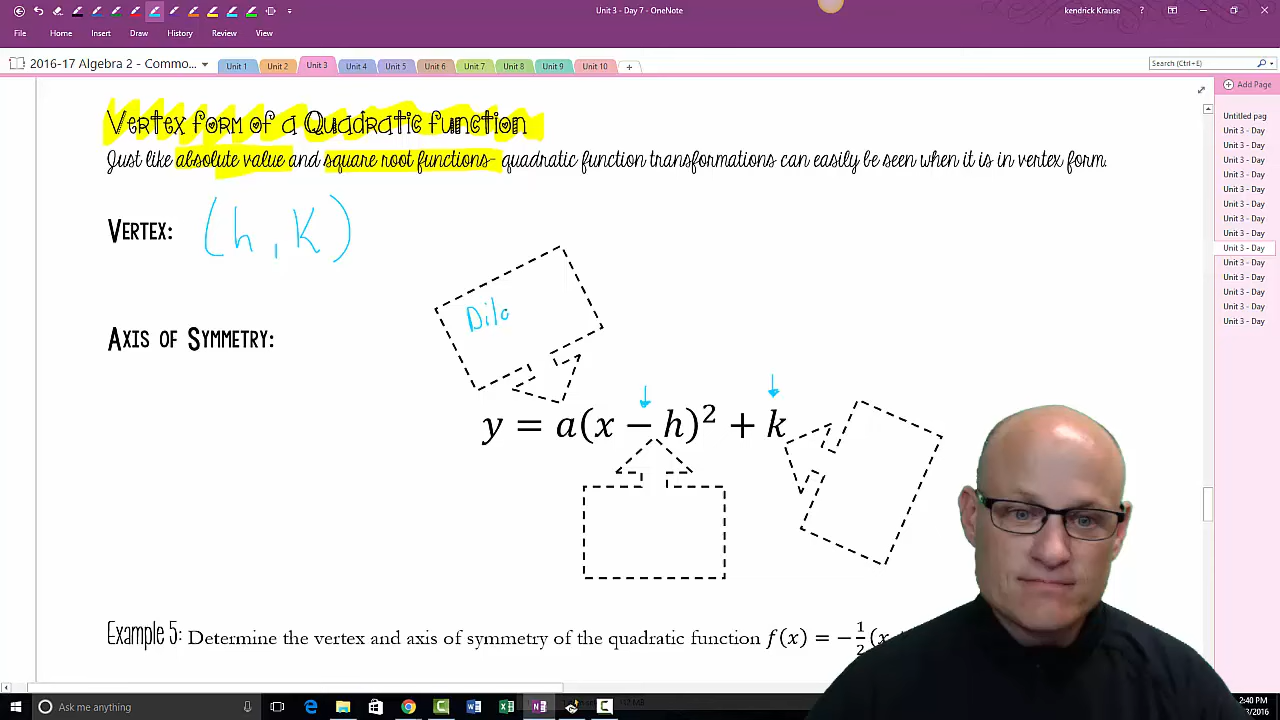 Unit 3 - Day 7 - OneNote
kendrick Krause
?
File Home Insert Draw History Review View
2016-17 Algebra 2 - Commo...
Unit 1 Unit 2 Unit 3 Unit 4 Unit 5 Unit 6 Unit 7 Unit 8 Unit 9 Unit 10 +
Search (Ctrl+E)
Add Page
Untitled pag
Unit 3 - Day
Unit 3 - Day
Unit 3 - Day
Unit 3 - Day
Unit 3 - Day
Unit 3 - Day
Unit 3 - Day
Unit 3 - Day
Unit 3 - Day
Unit 3 - Day
Unit 3 - Day
Unit 3 - Day
Unit 3 - Day
Unit 3 - Day
Vertex form of a Quadratic function
Just like absolute value and square root functions- quadratic function transformations can easily be seen when it is in vertex form.
VERTEX: (h, K)
Dila
AXIS OF SYMMETRY:
y = a(x − h)² + k
Example 5: Determine the vertex and axis of symmetry of the quadratic function f(x) = −1/2(x
Ask me anything
2:40 PM